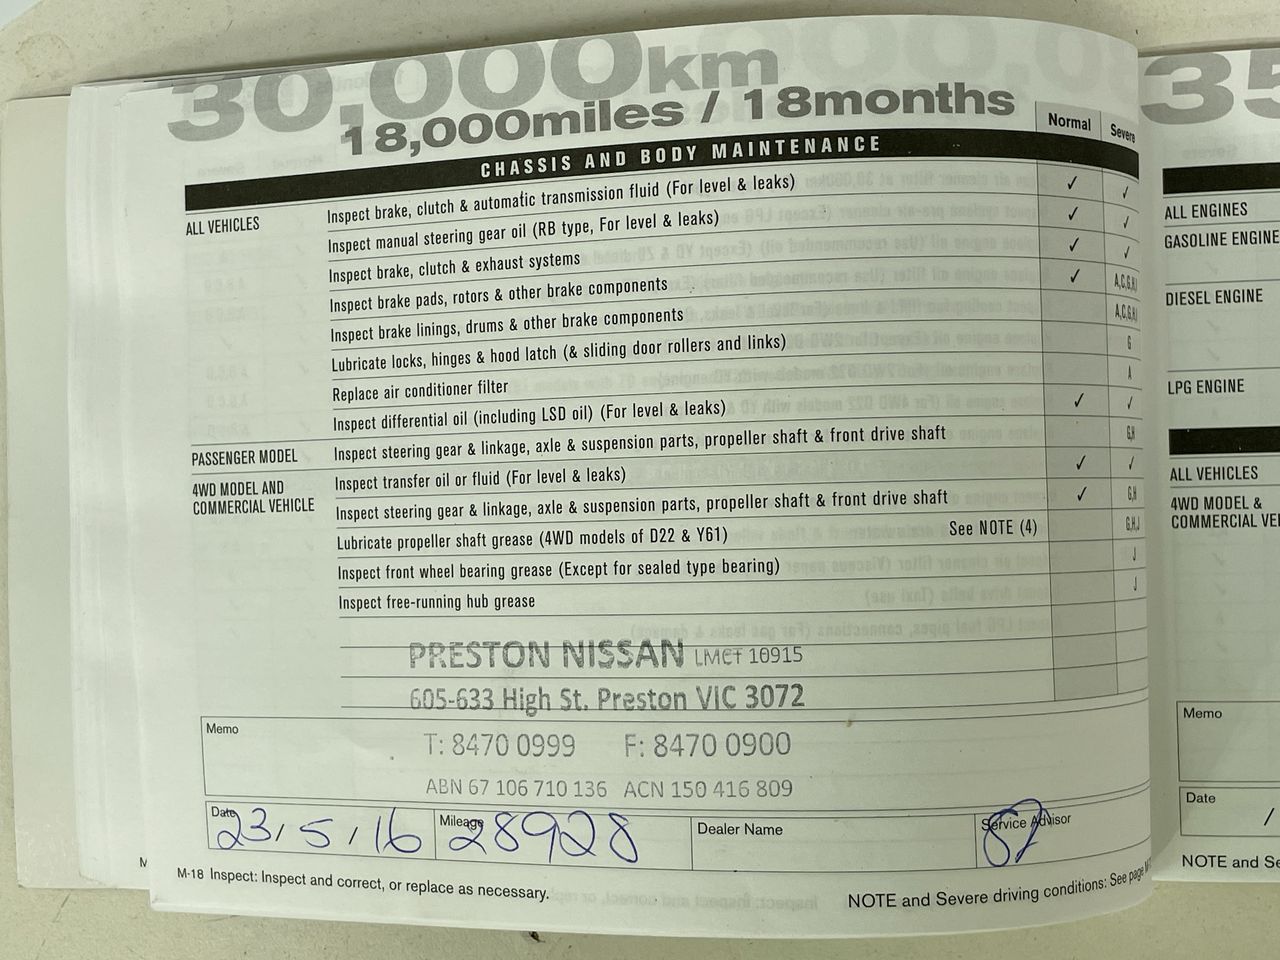 30,000km
18,000miles / 18months
Normal Severe
CHASSIS AND BODY MAINTENANCE
ALL VEHICLES Inspect brake, clutch & automatic transmission fluid (For level & leaks) ✓ ✓
Inspect manual steering gear oil (RB type, For level & leaks) ✓ ✓
Inspect brake, clutch & exhaust systems ✓ ✓
Inspect brake pads, rotors & other brake components ✓ A,C,G,H,I
Inspect brake linings, drums & other brake components A,C,G,H,I
Lubricate locks, hinges & hood latch (& sliding door rollers and links) G
Replace air conditioner filter A
Inspect differential oil (including LSD oil) (For level & leaks) ✓ ✓
PASSENGER MODEL Inspect steering gear & linkage, axle & suspension parts, propeller shaft & front drive shaft G,H
4WD MODEL AND COMMERCIAL VEHICLE Inspect transfer oil or fluid (For level & leaks) ✓ ✓
Inspect steering gear & linkage, axle & suspension parts, propeller shaft & front drive shaft ✓ G,H
Lubricate propeller shaft grease (4WD models of D22 & Y61) See NOTE (4) G,H,J
Inspect front wheel bearing grease (Except for sealed type bearing) J
Inspect free-running hub grease J
PRESTON NISSAN LMCT 10915
605-633 High St. Preston VIC 3072
Memo
T: 8470 0999 F: 8470 0900
ABN 67 106 710 136 ACN 150 416 809
Date 23/5/16 Mileage 28928 Dealer Name Service Advisor
M-18 Inspect: Inspect and correct, or replace as necessary.
NOTE and Severe driving conditions: See page
35
ALL ENGINES
GASOLINE ENGINE
DIESEL ENGINE
LPG ENGINE
ALL VEHICLES
4WD MODEL &
COMMERCIAL
Memo
Date
/
NOTE and